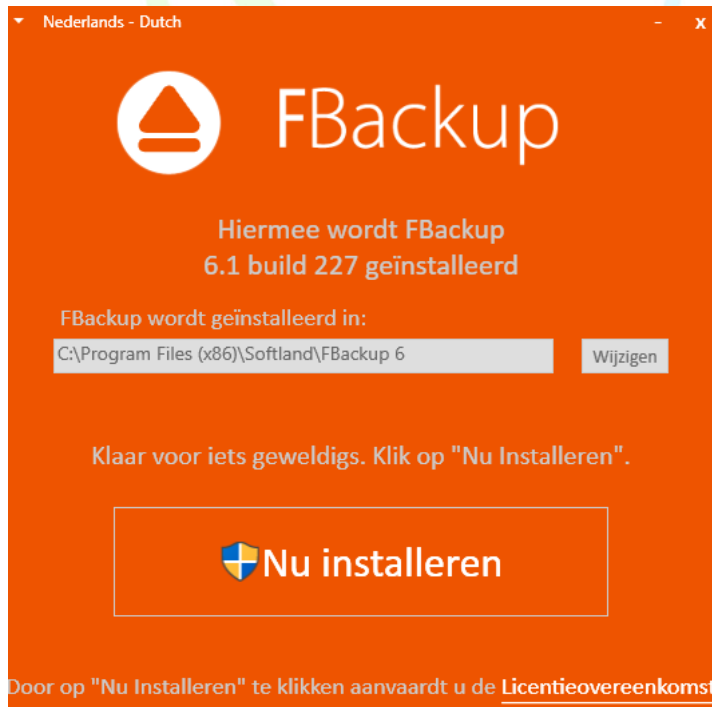 Nederlands - Dutch - x
FBackup
Hiermee wordt FBackup
6.1 build 227 geïnstalleerd
FBackup wordt geïnstalleerd in:
C:\Program Files (x86)\Softland\FBackup 6 Wijzigen
Klaar voor iets geweldigs. Klik op "Nu Installeren".
Nu installeren
Door op "Nu Installeren" te klikken aanvaardt u de Licentieovereenkomst